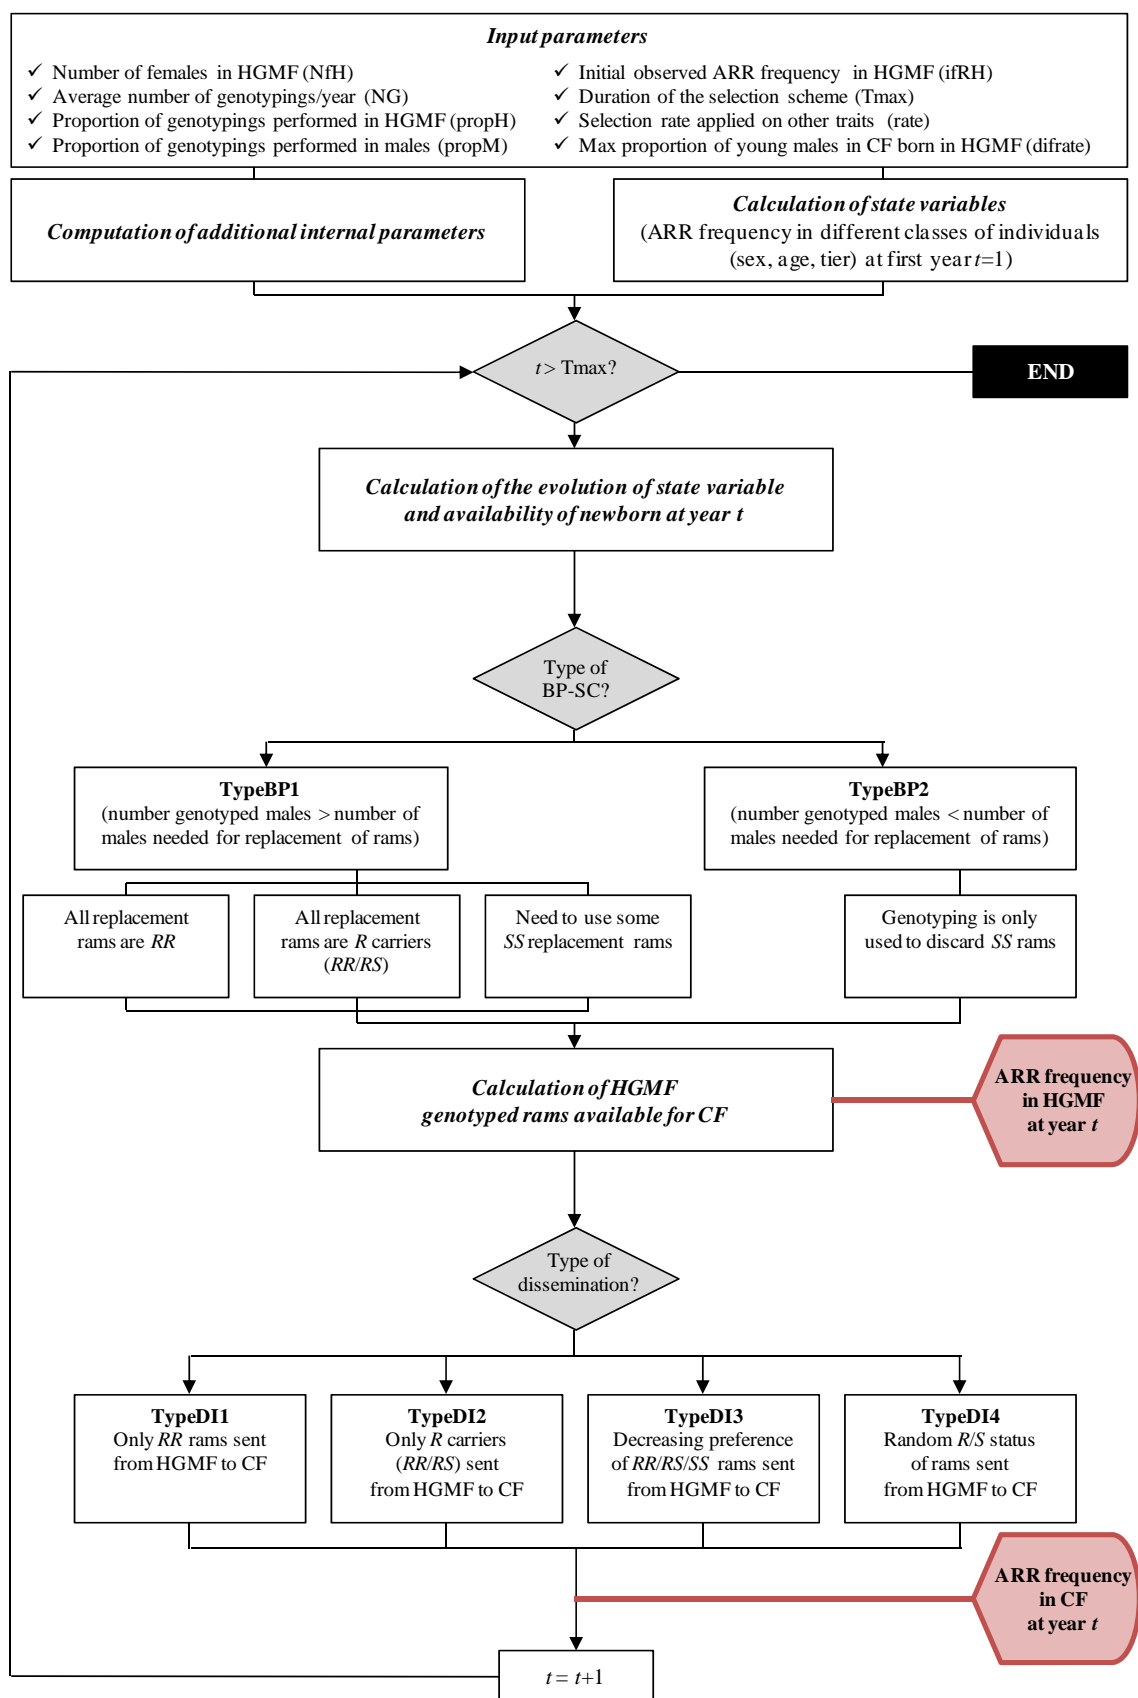 Input parameters
✓ Number of females in HGMF (NfH)
✓ Average number of genotypings/year (NG)
✓ Proportion of genotypings performed in HGMF (propH)
✓ Proportion of genotypings performed in males (propM)
✓ Initial observed ARR frequency in HGMF (ifRH)
✓ Duration of the selection scheme (Tmax)
✓ Selection rate applied on other traits (rate)
✓ Max proportion of young males in CF born in HGMF (difrate)
Computation of additional internal parameters
Calculation of state variables
(ARR frequency in different classes of individuals
(sex, age, tier) at first year t=1)
t > Tmax?
END
Calculation of the evolution of state variable
and availability of newborn at year t
Type of
BP-SC?
TypeBP1
(number genotyped males > number of
males needed for replacement of rams)
TypeBP2
(number genotyped males < number of
males needed for replacement of rams)
All replacement
rams are RR
All replacement
rams are R carriers
(RR/RS)
Need to use some
SS replacement rams
Genotyping is only
used to discard SS rams
Calculation of HGMF
genotyped rams available for CF
ARR frequency
in HGMF
at year t
Type of
dissemination?
TypeDI1
Only RR rams sent
from HGMF to CF
TypeDI2
Only R carriers
(RR/RS) sent
from HGMF to CF
TypeDI3
Decreasing preference
of RR/RS/SS rams sent
from HGMF to CF
TypeDI4
Random R/S status
of rams sent
from HGMF to CF
ARR frequency
in CF
at year t
t = t+1